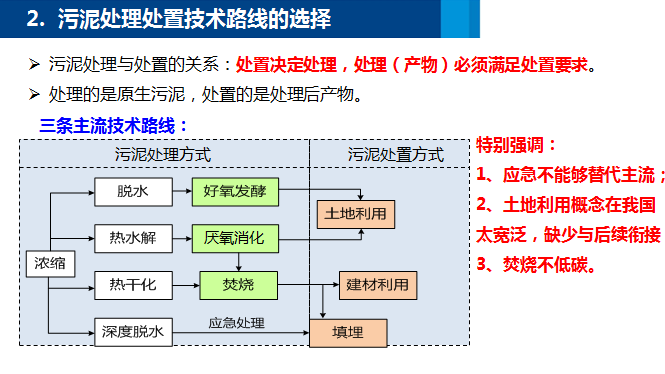 2. 污泥处理处置技术路线的选择
➢ 污泥处理与处置的关系：处置决定处理，处理（产物）必须满足处置要求。
➢ 处理的是原生污泥，处置的是处理后产物。
三条主流技术路线：
污泥处理方式
污泥处置方式
浓缩
脱水
好氧发酵
土地利用
热水解
厌氧消化
热干化
焚烧
建材利用
深度脱水
应急处理
填埋
特别强调：
1、应急不能够替代主流；
2、土地利用概念在我国
太宽泛，缺少与后续衔接
3、焚烧不低碳。